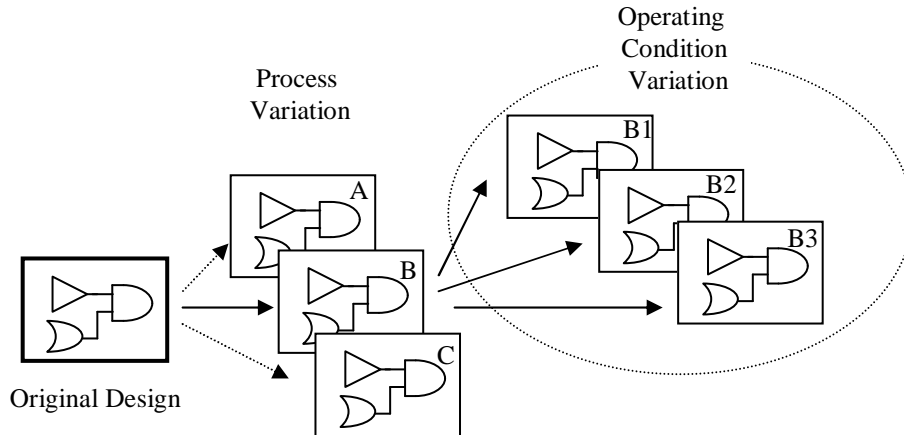 Operating
Condition
Variation
Process
Variation
B1
A
B2
B3
B
C
Original Design